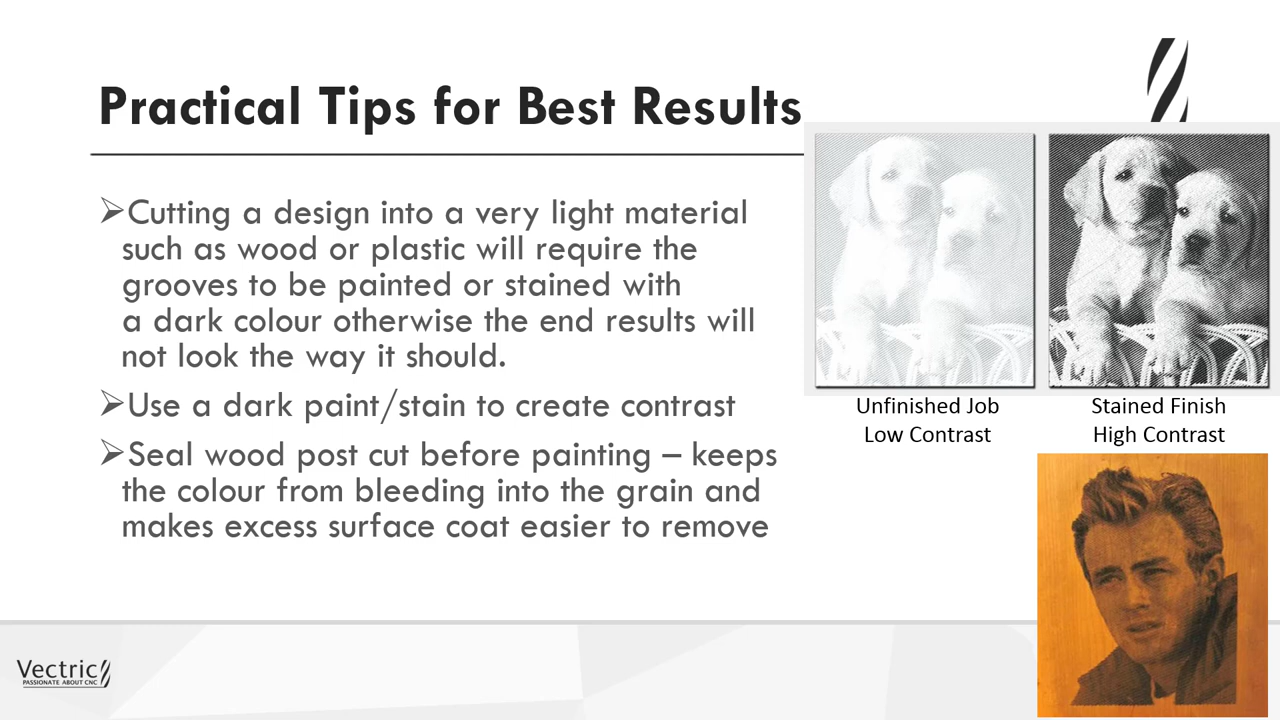 Practical Tips for Best Results
➢Cutting a design into a very light material
such as wood or plastic will require the
grooves to be painted or stained with
a dark colour otherwise the end results will
not look the way it should.
➢Use a dark paint/stain to create contrast
➢Seal wood post cut before painting – keeps
the colour from bleeding into the grain and
makes excess surface coat easier to remove
Unfinished Job
Low Contrast
Stained Finish
High Contrast
Vectric
PASSIONATE ABOUT CNC